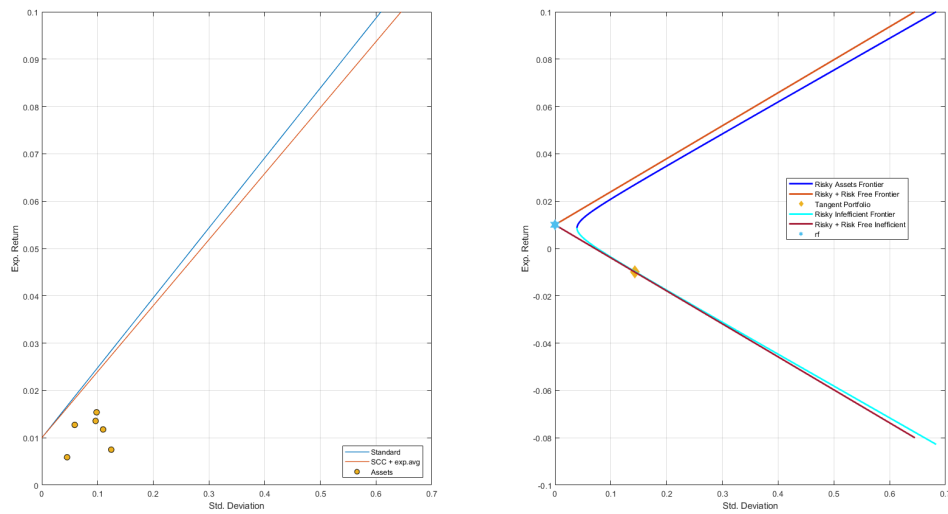 0.1
0.09
0.08
0.07
0.06
0.05
0.04
0.03
0.02
0.01
0
0
0.1
0.2
0.3
0.4
0.5
0.6
0.7
Exp. Return
Std. Deviation
Standard
SCC + exp.avg
Assets
0.1
0.08
0.06
0.04
0.02
0
-0.02
-0.04
-0.06
-0.08
-0.1
0
0.1
0.2
0.3
0.4
0.5
0.6
0.7
Exp. Return
Std. Deviation
Risky Assets Frontier
Risky + Risk Free Frontier
Tangent Portfolio
Risky Infefficient Frontier
Risky + Risk Free Inefficient
rf